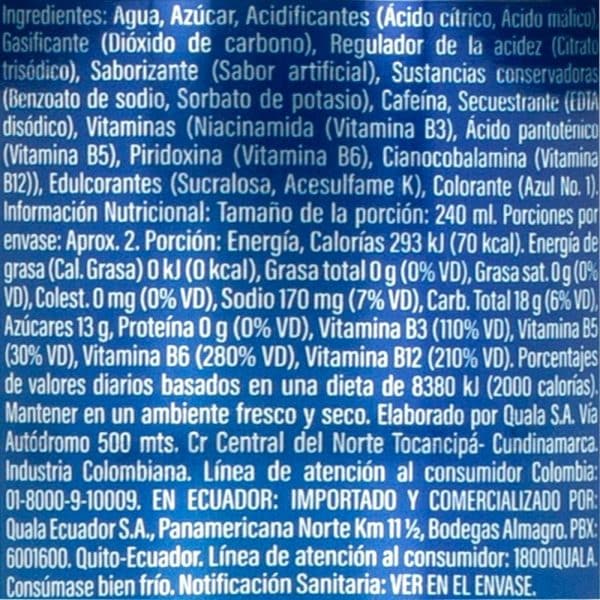 Ingredientes: Agua, Azúcar, Acidificantes (Ácido cítrico, Ácido málico),
Gasificante (Dióxido de carbono), Regulador de la acidez (Citrato
trisódico), Saborizante (Sabor artificial), Sustancias conservadoras
(Benzoato de sodio, Sorbato de potasio), Cafeína, Secuestrante (EDTA
disódico), Vitaminas (Niacinamida (Vitamina B3), Ácido pantoténico
(Vitamina B5), Piridoxina (Vitamina B6), Cianocobalamina (Vitamina
B12)), Edulcorantes (Sucralosa, Acesulfame K), Colorante (Azul No. 1).
Información Nutricional: Tamaño de la porción: 240 ml. Porciones por
envase: Aprox. 2. Porción: Energía, Calorías 293 kJ (70 kcal). Energía de
grasa (Cal. Grasa) 0 kJ (0 kcal), Grasa total 0 g (0% VD), Grasa sat. 0 g (0%
VD), Colest. 0 mg (0% VD), Sodio 170 mg (7% VD), Carb. Total 18 g (6% VD),
Azúcares 13 g, Proteína 0 g (0% VD), Vitamina B3 (110% VD), Vitamina B5
(30% VD), Vitamina B6 (280% VD), Vitamina B12 (210% VD). Porcentajes
de valores diarios basados en una dieta de 8380 kJ (2000 calorías).
Mantener en un ambiente fresco y seco. Elaborado por Quala S.A. Vía
Autódromo 500 mts. Cr Central del Norte Tocancipá- Cundinamarca.
Industria Colombiana. Línea de atención al consumidor Colombia:
01-8000-9-10009. EN ECUADOR: IMPORTADO Y COMERCIALIZADO POR:
Quala Ecuador S.A., Panamericana Norte Km 11 ½, Bodegas Almagro. PBX:
6001600. Quito-Ecuador. Línea de atención al consumidor: 18001QUALA.
Consúmase bien frío. Notificación Sanitaria: VER EN EL ENVASE.